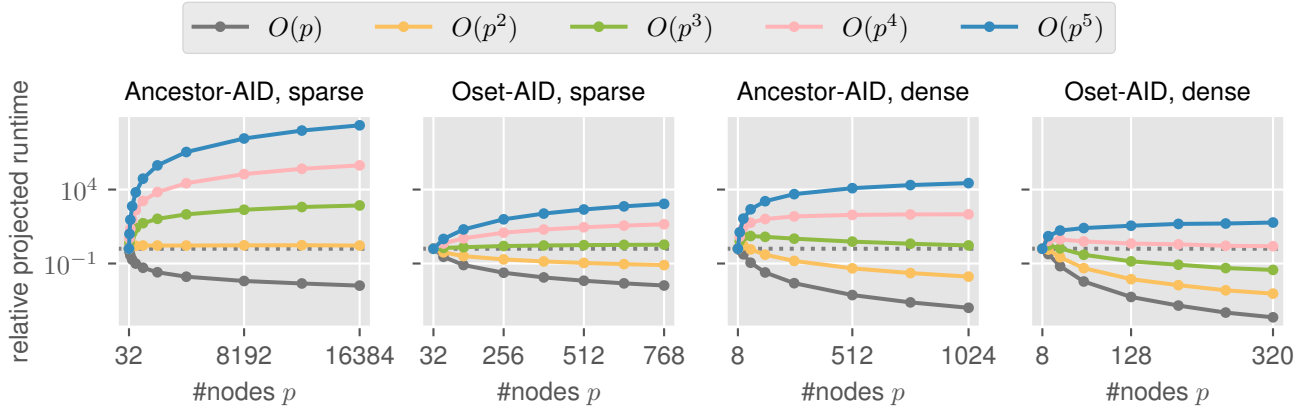 O(p) O(p²) O(p³) O(p⁴) O(p⁵)
Ancestor-AID, sparse Oset-AID, sparse Ancestor-AID, dense Oset-AID, dense
relative projected runtime
10⁴
10⁻¹
32 8192 16384 32 256 512 768 8 512 1024 8 128 320
#nodes p #nodes p #nodes p #nodes p